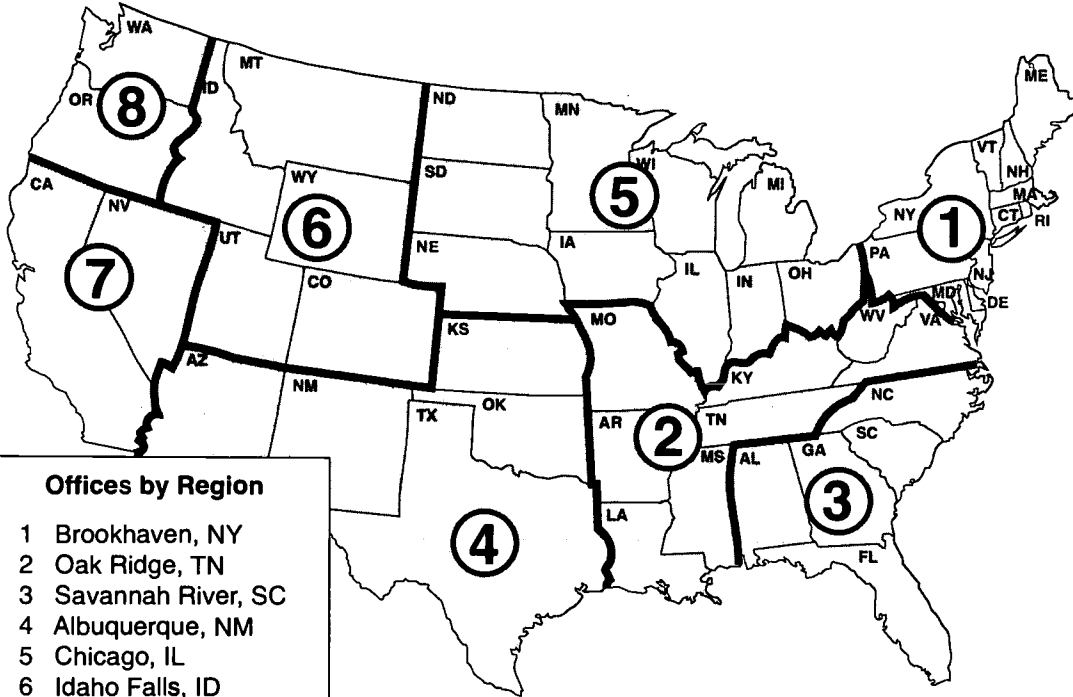 WA
MT
ID
OR
8
ND
MN
ME
WI
VT
NH
MA
CT
RI
NY
1
CA
NV
UT
WY
6
SD
5
MI
7
NE
IA
PA
NJ
CO
IL
IN
OH
MD
DE
WV
VA
KS
MO
KY
AZ
NM
OK
TX
AR
2
TN
NC
SC
MS
AL
GA
3
LA
4
FL
Offices by Region
1 Brookhaven, NY
2 Oak Ridge, TN
3 Savannah River, SC
4 Albuquerque, NM
5 Chicago, IL
6 Idaho Falls, ID